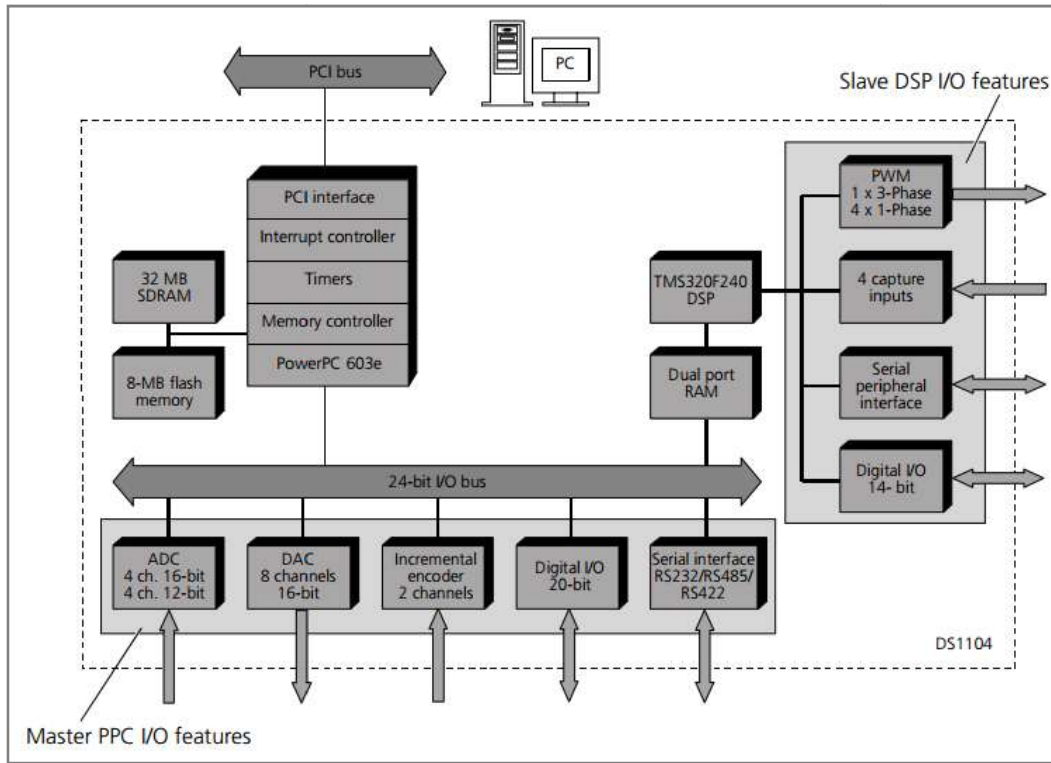 PCI bus
PC
Slave DSP I/O features
PCI interface
Interrupt controller
Timers
Memory controller
PowerPC 603e
32 MB
SDRAM
8-MB flash
memory
TMS320F240
DSP
Dual port
RAM
PWM
1 x 3-Phase
4 x 1-Phase
4 capture
inputs
Serial
peripheral
interface
Digital I/O
14- bit
24-bit I/O bus
ADC
4 ch. 16-bit
4 ch. 12-bit
DAC
8 channels
16-bit
Incremental
encoder
2 channels
Digital I/O
20-bit
Serial interface
RS232/RS485/
RS422
DS1104
Master PPC I/O features